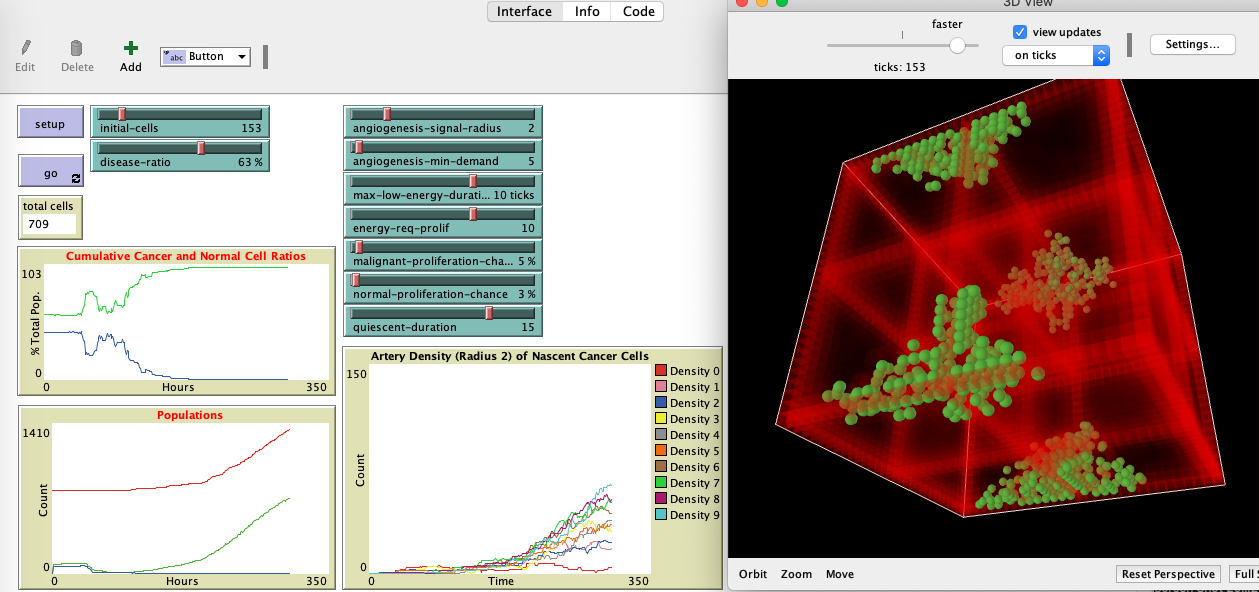 Interface Info Code
Edit Delete Add abc Button
setup
go
initial-cells 153
disease-ratio 63 %
total cells
709
angiogenesis-signal-radius 2
angiogenesis-min-demand 5
max-low-energy-durati... 10 ticks
energy-req-prolif 10
malignant-proliferation-cha... 5 %
normal-proliferation-chance 3 %
quiescent-duration 15
Cumulative Cancer and Normal Cell Ratios
103
% Total Pop.
0
0 Hours 350
Populations
1410
Count
0
0 Hours 350
Artery Density (Radius 2) of Nascent Cancer Cells
150
Count
0
0 Time 350
Density 0
Density 1
Density 2
Density 3
Density 4
Density 5
Density 6
Density 7
Density 8
Density 9
3D View
faster
ticks: 153
view updates
on ticks
Settings...
Orbit Zoom Move
Reset Perspective
Full